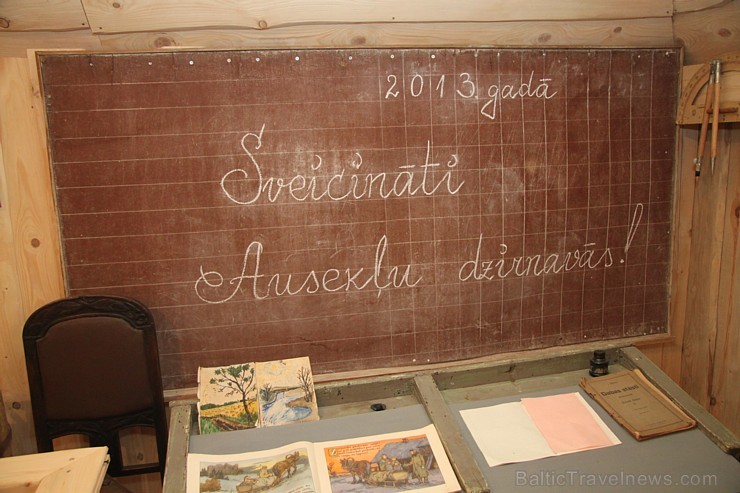 2013. gadā
Sveicināti
Ausekļu dzirnavās!
BalticTravelnews.com